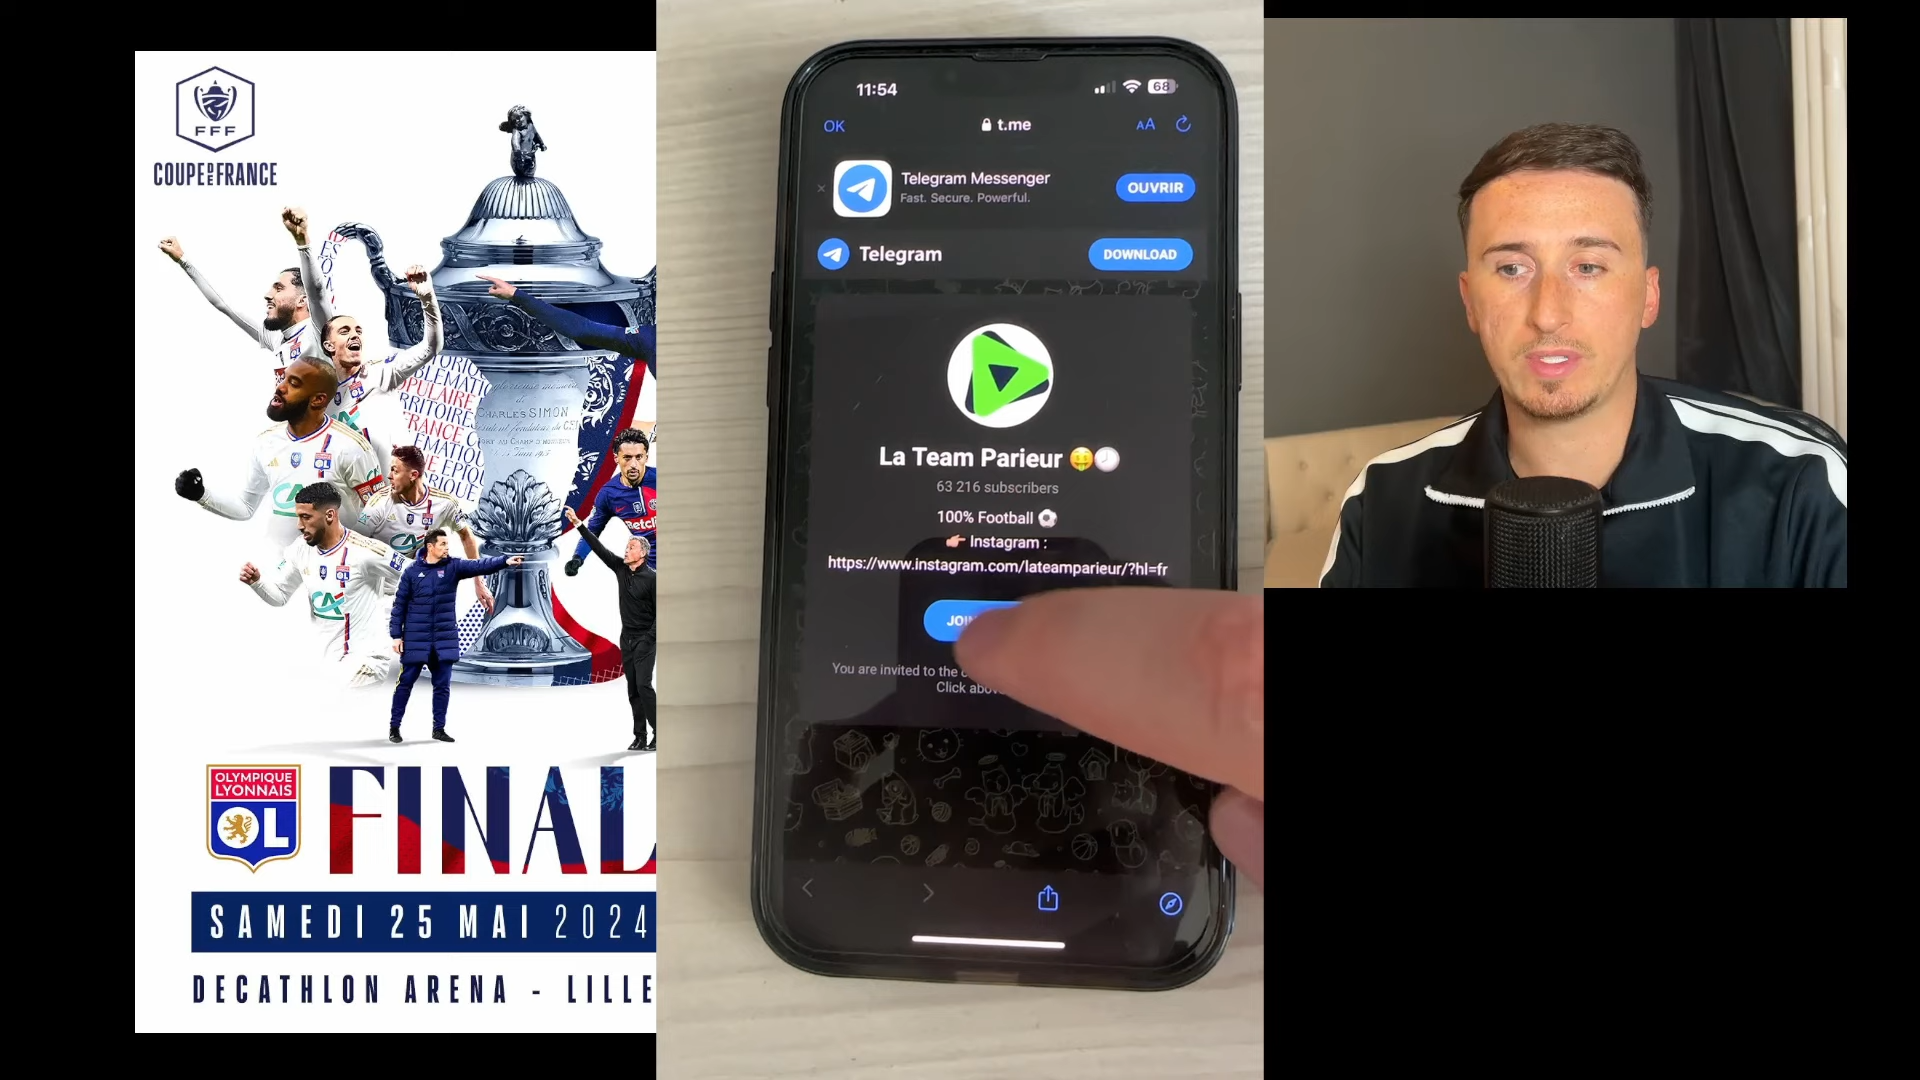 FFF
COUPE DE FRANCE
CHARLES SIMON
OLYMPIQUE
LYONNAIS
OL
FINAL
SAMEDI 25 MAI 2024
DECATHLON ARENA - LILLE
11:54
68
OK
t.me
AA
Telegram Messenger
Fast. Secure. Powerful.
OUVRIR
Telegram
DOWNLOAD
La Team Parieur 🤑🕗
63 216 subscribers
100% Football ⚽
👉🏻 Instagram :
https://www.instagram.com/lateamparieur/?hl=fr
You are invited to the
Click